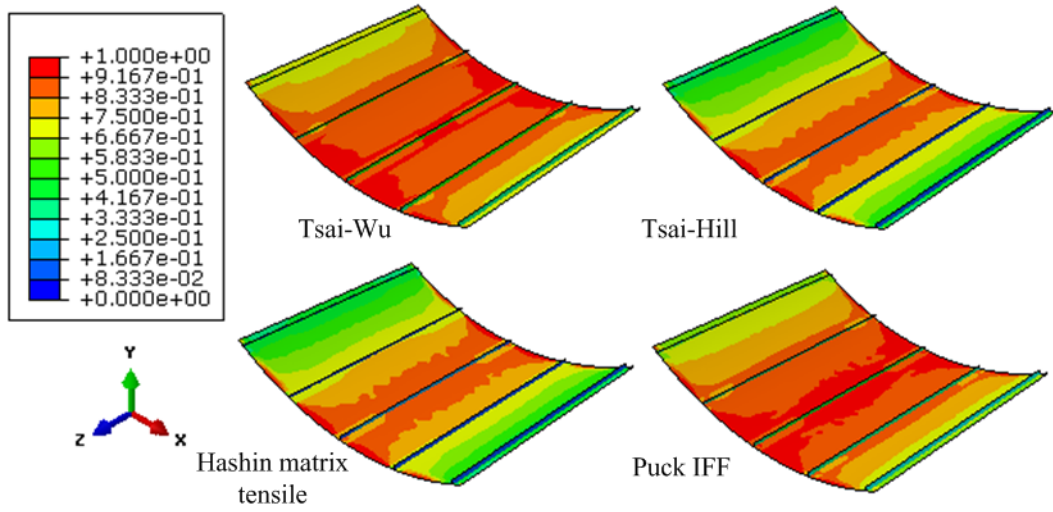 +1.000e+00
+9.167e-01
+8.333e-01
+7.500e-01
+6.667e-01
+5.833e-01
+5.000e-01
+4.167e-01
+3.333e-01
+2.500e-01
+1.667e-01
+8.333e-02
+0.000e+00
Tsai-Wu
Tsai-Hill
Y
Z
X
Hashin matrix
tensile
Puck IFF